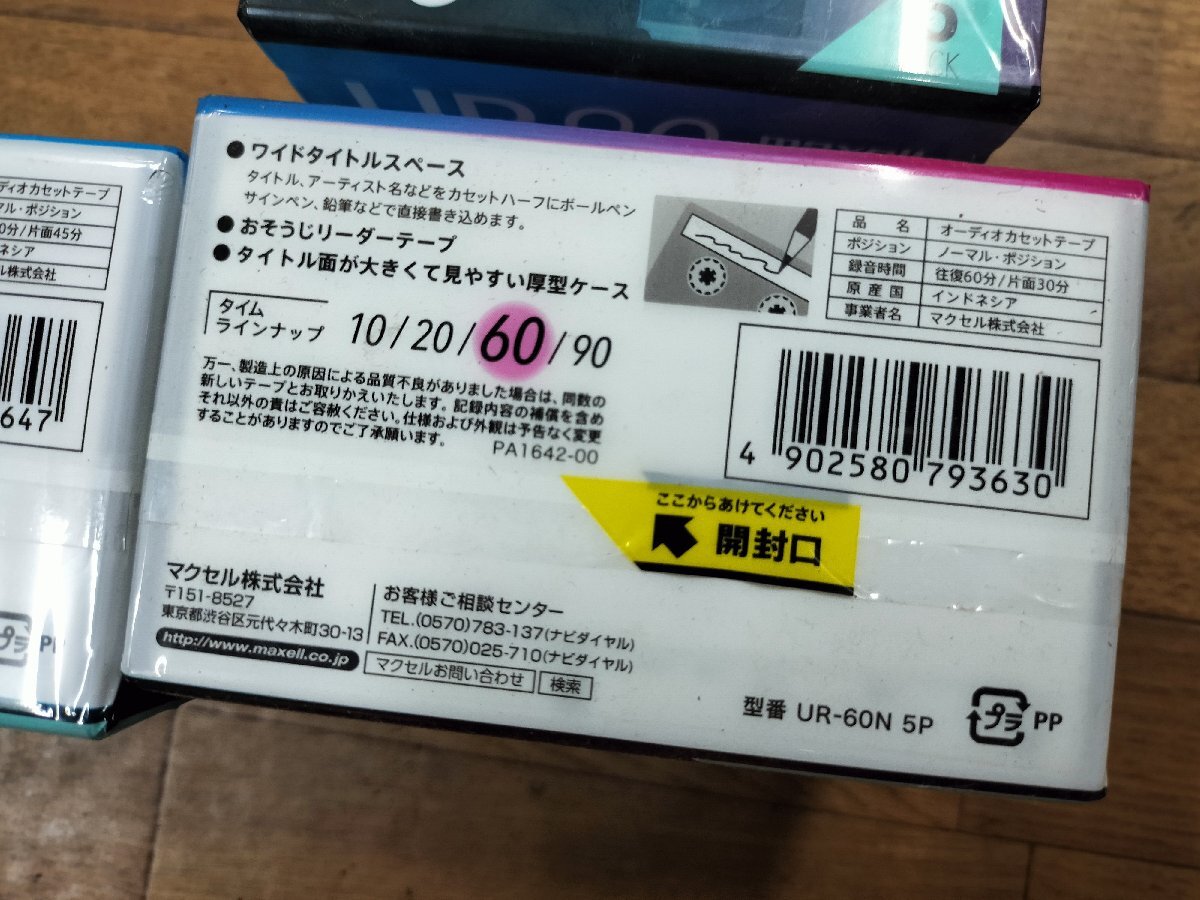 CK
UR
maxell
●ワイドタイトルスペース
タイトル、アーティスト名などをカセットハーフにボールペン
サインペン、鉛筆などで直接書き込めます。
●おそうじリーダーテープ
●タイトル面が大きくて見やすい厚型ケース
タイム
ラインナップ
10/20/60/90
万一、製造上の原因による品質不良がありました場合は、同数の
新しいテープとお取りかえいたします。記録内容の補償を含め
それ以外の責はご容赦ください。仕様および外観は予告なく変更
することがありますのでご了承願います。
PA1642-00
品名 オーディオカセットテープ
ポジション ノーマル・ポジション
録音時間 往復60分/片面30分
原産国 インドネシア
事業者名 マクセル株式会社
4 902580 793630
ここからあけてください
開封口
マクセル株式会社
〒151-8527
東京都渋谷区元代々木町30-13
http://www.maxell.co.jp
お客様ご相談センター
TEL.(0570)783-137(ナビダイヤル)
FAX.(0570)025-710(ナビダイヤル)
マクセルお問い合わせ 検索
型番 UR-60N 5P
プラ PP
ディオカセットテープ
マル・ポジション
0分/片面45分
ネシア
ル株式会社
647
プラ